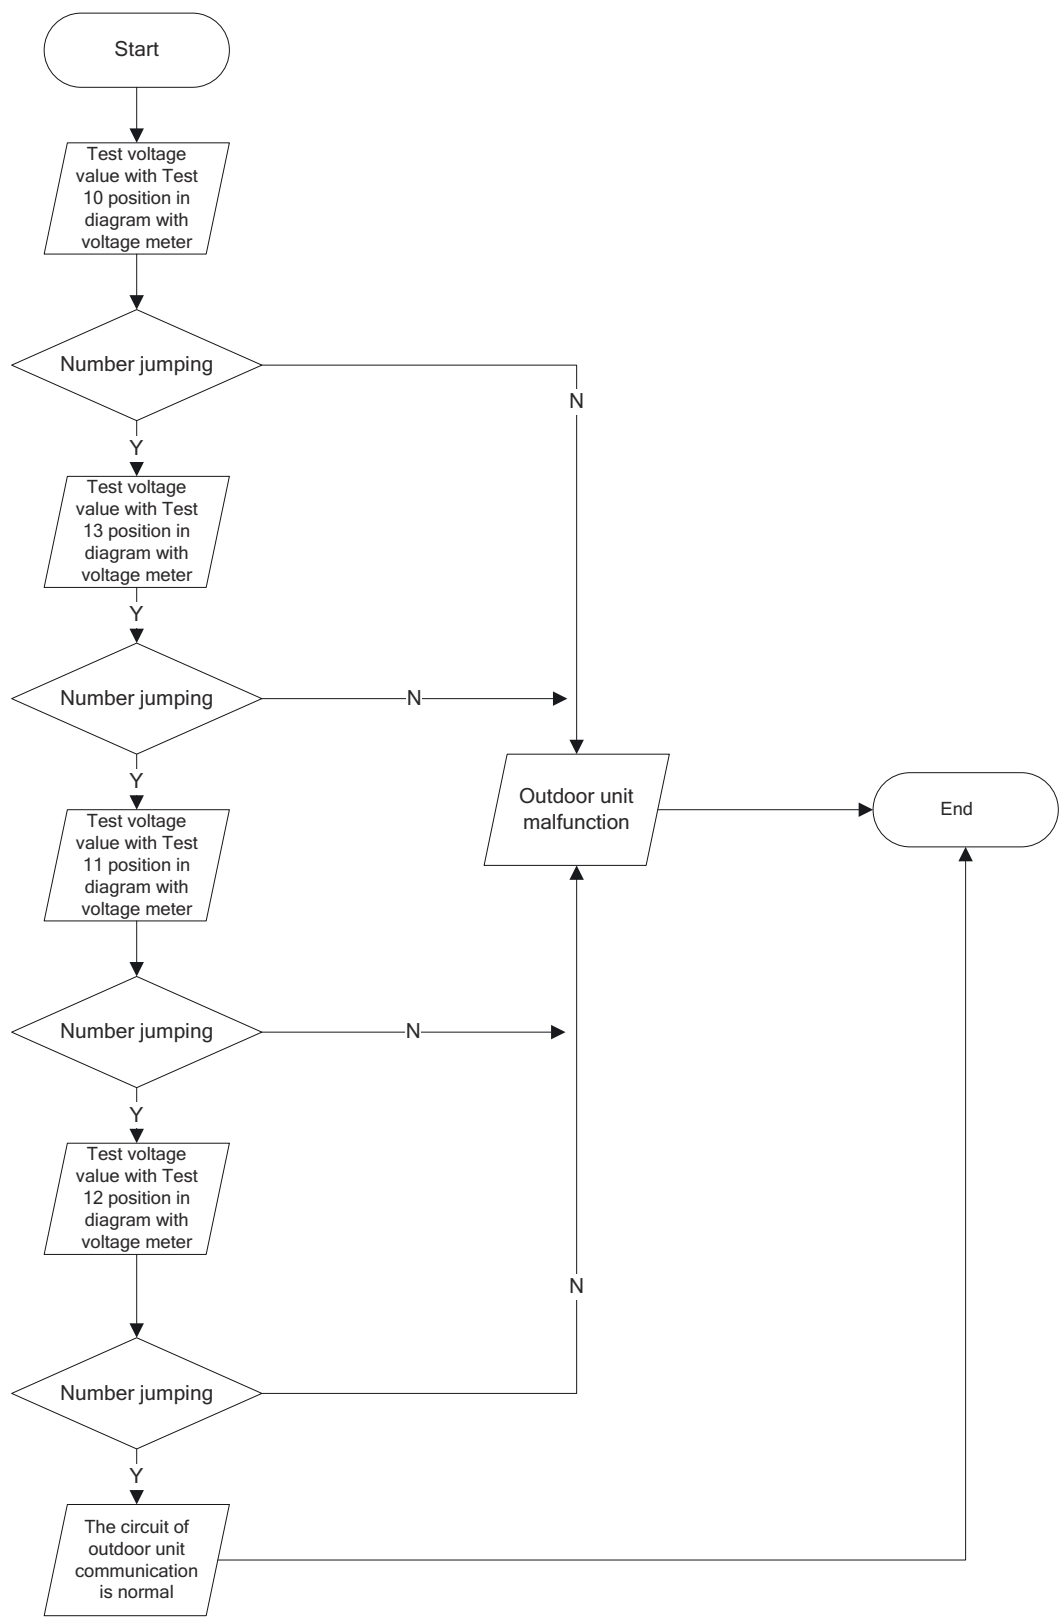 Start
Test voltage
value with Test
10 position in
diagram with
voltage meter
Number jumping
N
Y
Test voltage
value with Test
13 position in
diagram with
voltage meter
Y
Number jumping
N
Y
Outdoor unit
malfunction
End
Test voltage
value with Test
11 position in
diagram with
voltage meter
Number jumping
N
Y
Test voltage
value with Test
12 position in
diagram with
voltage meter
N
Number jumping
Y
The circuit of
outdoor unit
communication
is normal